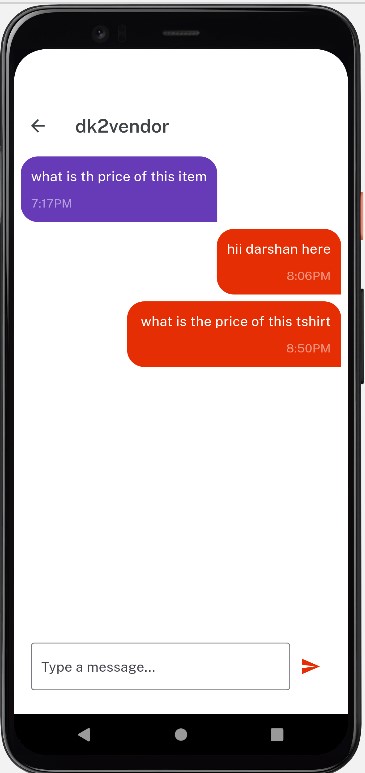 dk2vendor
what is th price of this item
7:17PM
hii darshan here
8:06PM
what is the price of this tshirt
8:50PM
Type a message...